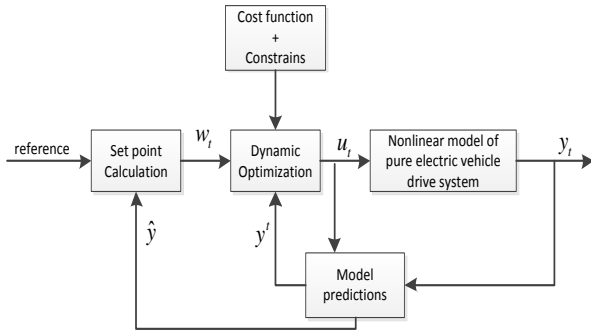 Cost function
+
Constrains
reference
Set point
Calculation
w_t
Dynamic
Optimization
u_t
Nonlinear model of
pure electric vehicle
drive system
y_t
ŷ
y^t
Model
predictions